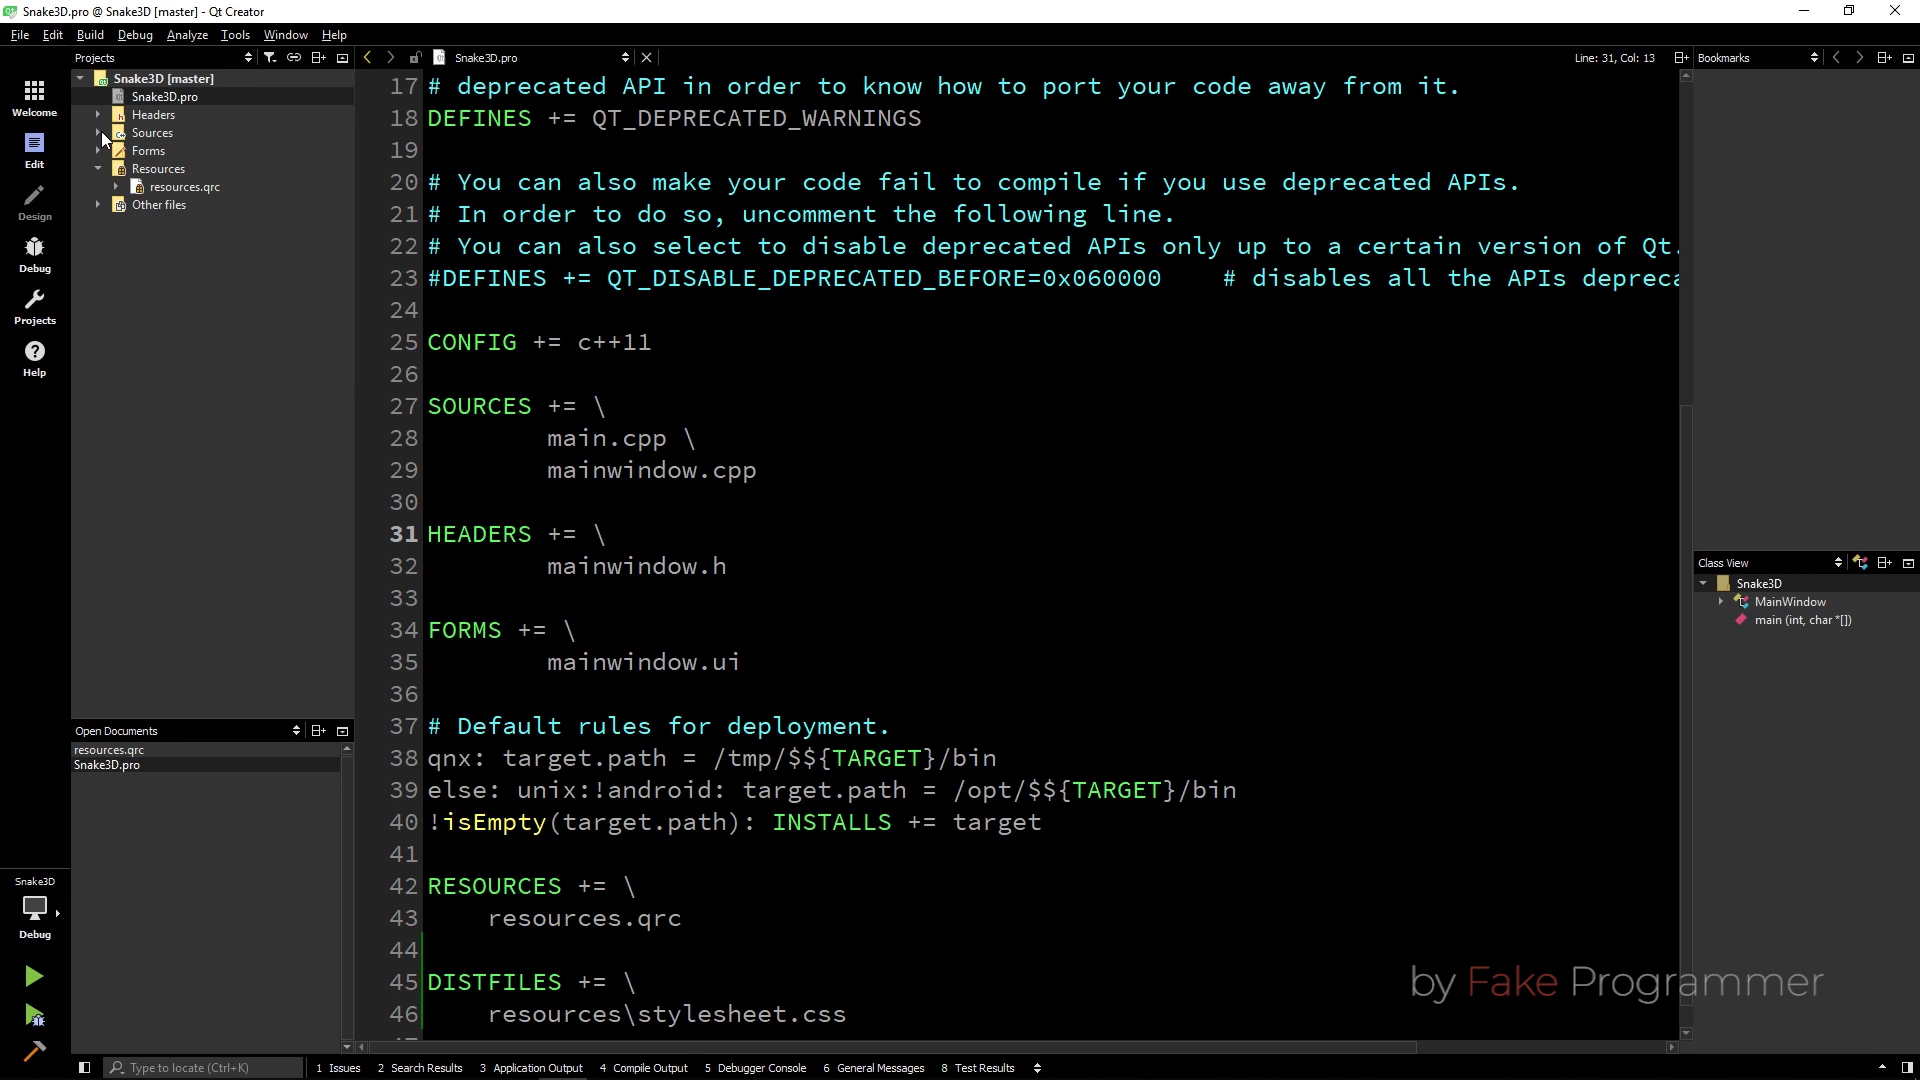 Snake3D.pro @ Snake3D [master] - Qt Creator
File Edit Build Debug Analyze Tools Window Help
Projects
Snake3D.pro
Line: 31, Col: 13
Bookmarks
Snake3D [master]
Snake3D.pro
Headers
Sources
Forms
Resources
resources.qrc
Other files
Welcome
Edit
Design
Debug
Projects
Help
17 # deprecated API in order to know how to port your code away from it.
18 DEFINES += QT_DEPRECATED_WARNINGS
19
20 # You can also make your code fail to compile if you use deprecated APIs.
21 # In order to do so, uncomment the following line.
22 # You can also select to disable deprecated APIs only up to a certain version of Qt.
23 #DEFINES += QT_DISABLE_DEPRECATED_BEFORE=0x060000    # disables all the APIs depreca
24
25 CONFIG += c++11
26
27 SOURCES += \
28         main.cpp \
29         mainwindow.cpp
30
31 HEADERS += \
32         mainwindow.h
33
34 FORMS += \
35         mainwindow.ui
36
37 # Default rules for deployment.
38 qnx: target.path = /tmp/$${TARGET}/bin
39 else: unix:!android: target.path = /opt/$${TARGET}/bin
40 !isEmpty(target.path): INSTALLS += target
41
42 RESOURCES += \
43     resources.qrc
44
45 DISTFILES += \
46     resources\stylesheet.css
Class View
Snake3D
MainWindow
main (int, char *[])
Open Documents
resources.qrc
Snake3D.pro
Snake3D
Debug
by Fake Programmer
Type to locate (Ctrl+K)
1 Issues 2 Search Results 3 Application Output 4 Compile Output 5 Debugger Console 6 General Messages 8 Test Results